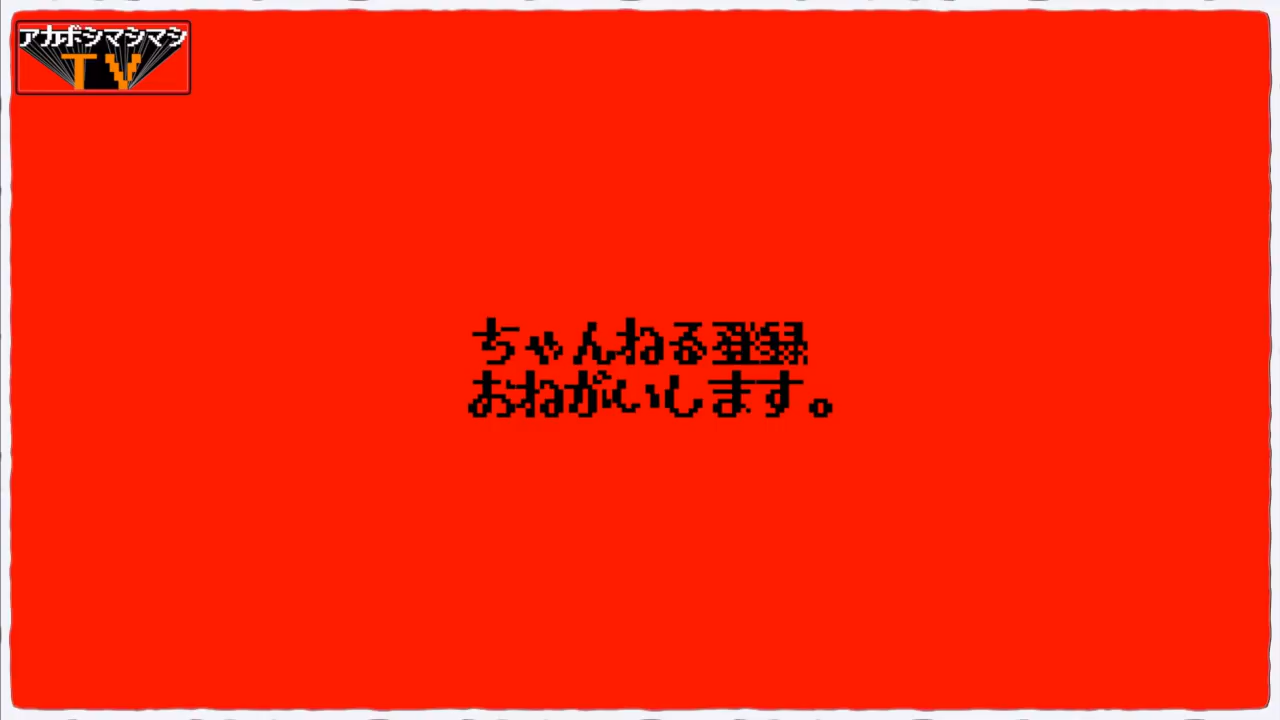 アカボシマシマシ
TV
ちゃんねる登録
おねがいします。